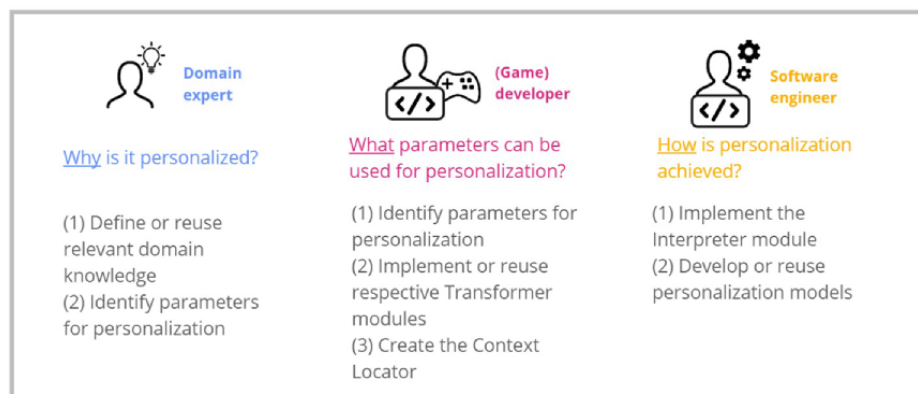 Domain
expert
Why is it personalized?
(1) Define or reuse
relevant domain
knowledge
(2) Identify parameters
for personalization
(Game)
developer
</>
What parameters can be
used for personalization?
(1) Identify parameters for
personalization
(2) Implement or reuse
respective Transformer
modules
(3) Create the Context
Locator
Software
engineer
</>
How is personalization
achieved?
(1) Implement the
Interpreter module
(2) Develop or reuse
personalization models